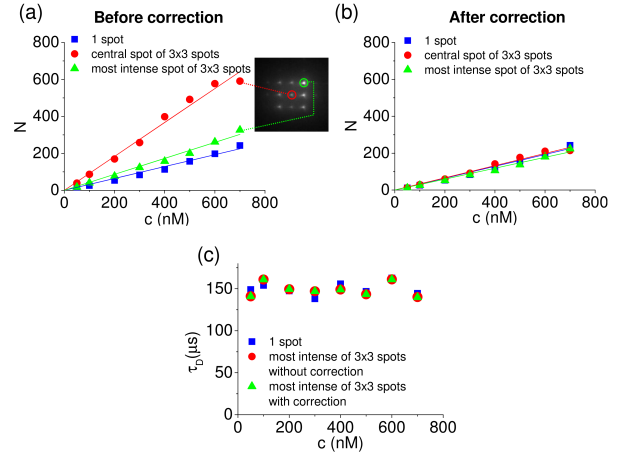 Before correction
(a)
1 spot
central spot of 3x3 spots
most intense spot of 3x3 spots
N
800
600
400
200
0
0 200 400 600 800
c (nM)
After correction
(b)
1 spot
central spot of 3x3 spots
most intense spot of 3x3 spots
N
800
600
400
200
0
0 200 400 600 800
c (nM)
(c)
τD(µs)
150
100
50
0
1 spot
most intense of 3x3 spots
without correction
most intense of 3x3 spots
with correction
0 200 400 600 800
c (nM)